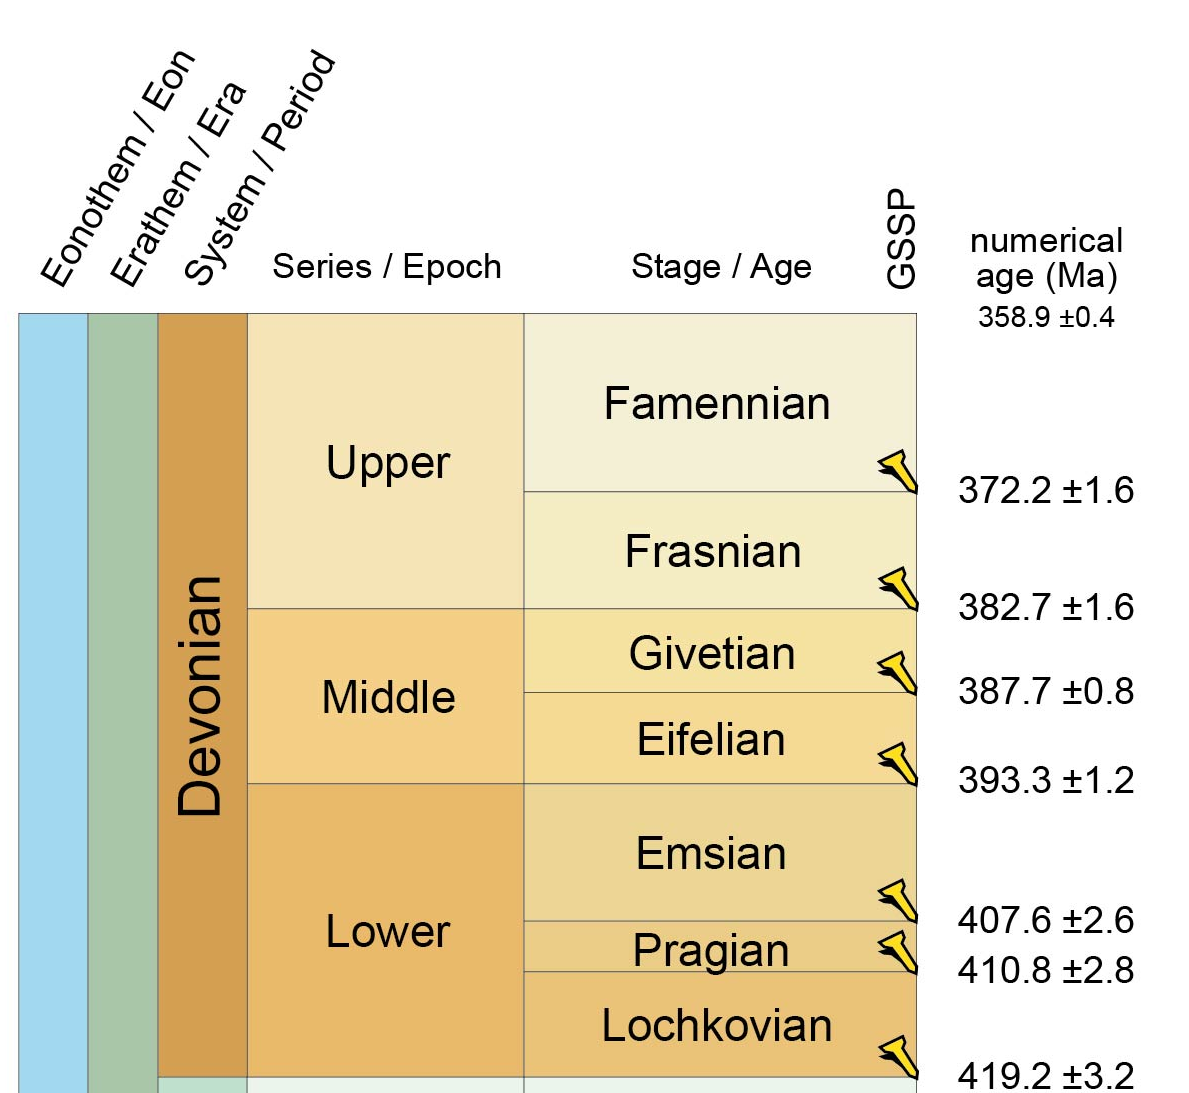 Eonothem / Eon
Erathem / Era
System / Period
Series / Epoch
Stage / Age
GSSP
numerical
age (Ma)
358.9 ±0.4
Devonian
Upper
Famennian
372.2 ±1.6
Frasnian
382.7 ±1.6
Middle
Givetian
387.7 ±0.8
Eifelian
393.3 ±1.2
Lower
Emsian
407.6 ±2.6
Pragian
410.8 ±2.8
Lochkovian
419.2 ±3.2